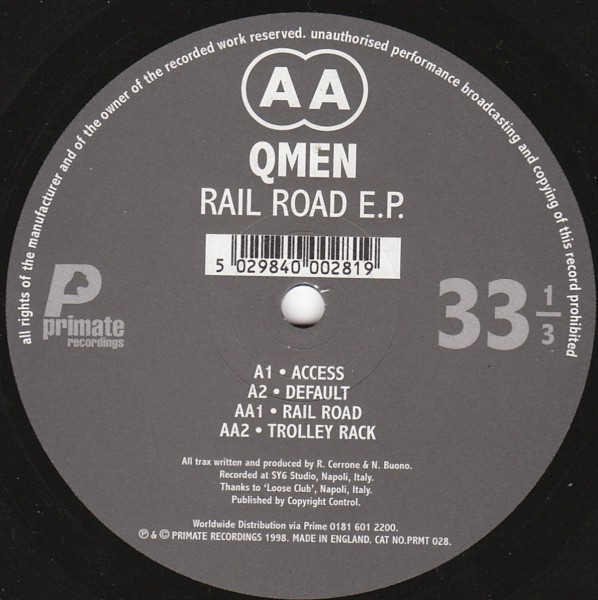 all rights of the manufacturer and of the owner of the recorded work reserved. unauthorised performance broadcasting and copying of this record prohibited
AA
QMEN
RAIL ROAD E.P.
5 029840 002819
P
primate
recordings
33 1/3
A1 • ACCESS
A2 • DEFAULT
AA1 • RAIL ROAD
AA2 • TROLLEY RACK
All trax written and produced by R. Cerrone & N. Buono.
Recorded at SY6 Studio, Napoli, Italy.
Thanks to 'Loose Club', Napoli, Italy.
Published by Copyright Control.
Worldwide Distribution via Prime 0181 601 2200.
℗ & © PRIMATE RECORDINGS 1998. MADE IN ENGLAND. CAT NO.PRMT 028.